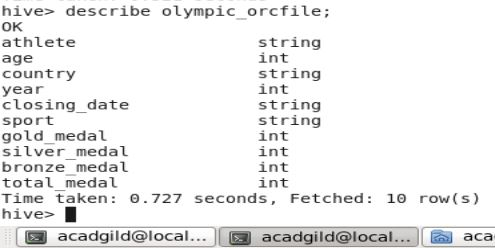 hive> describe olympic_orcfile;
OK
athlete string
age int
country string
year int
closing_date string
sport string
gold_medal int
silver_medal int
bronze_medal int
total_medal int
Time taken: 0.727 seconds, Fetched: 10 row(s)
hive>
acadgild@local... acadgild@local... aca